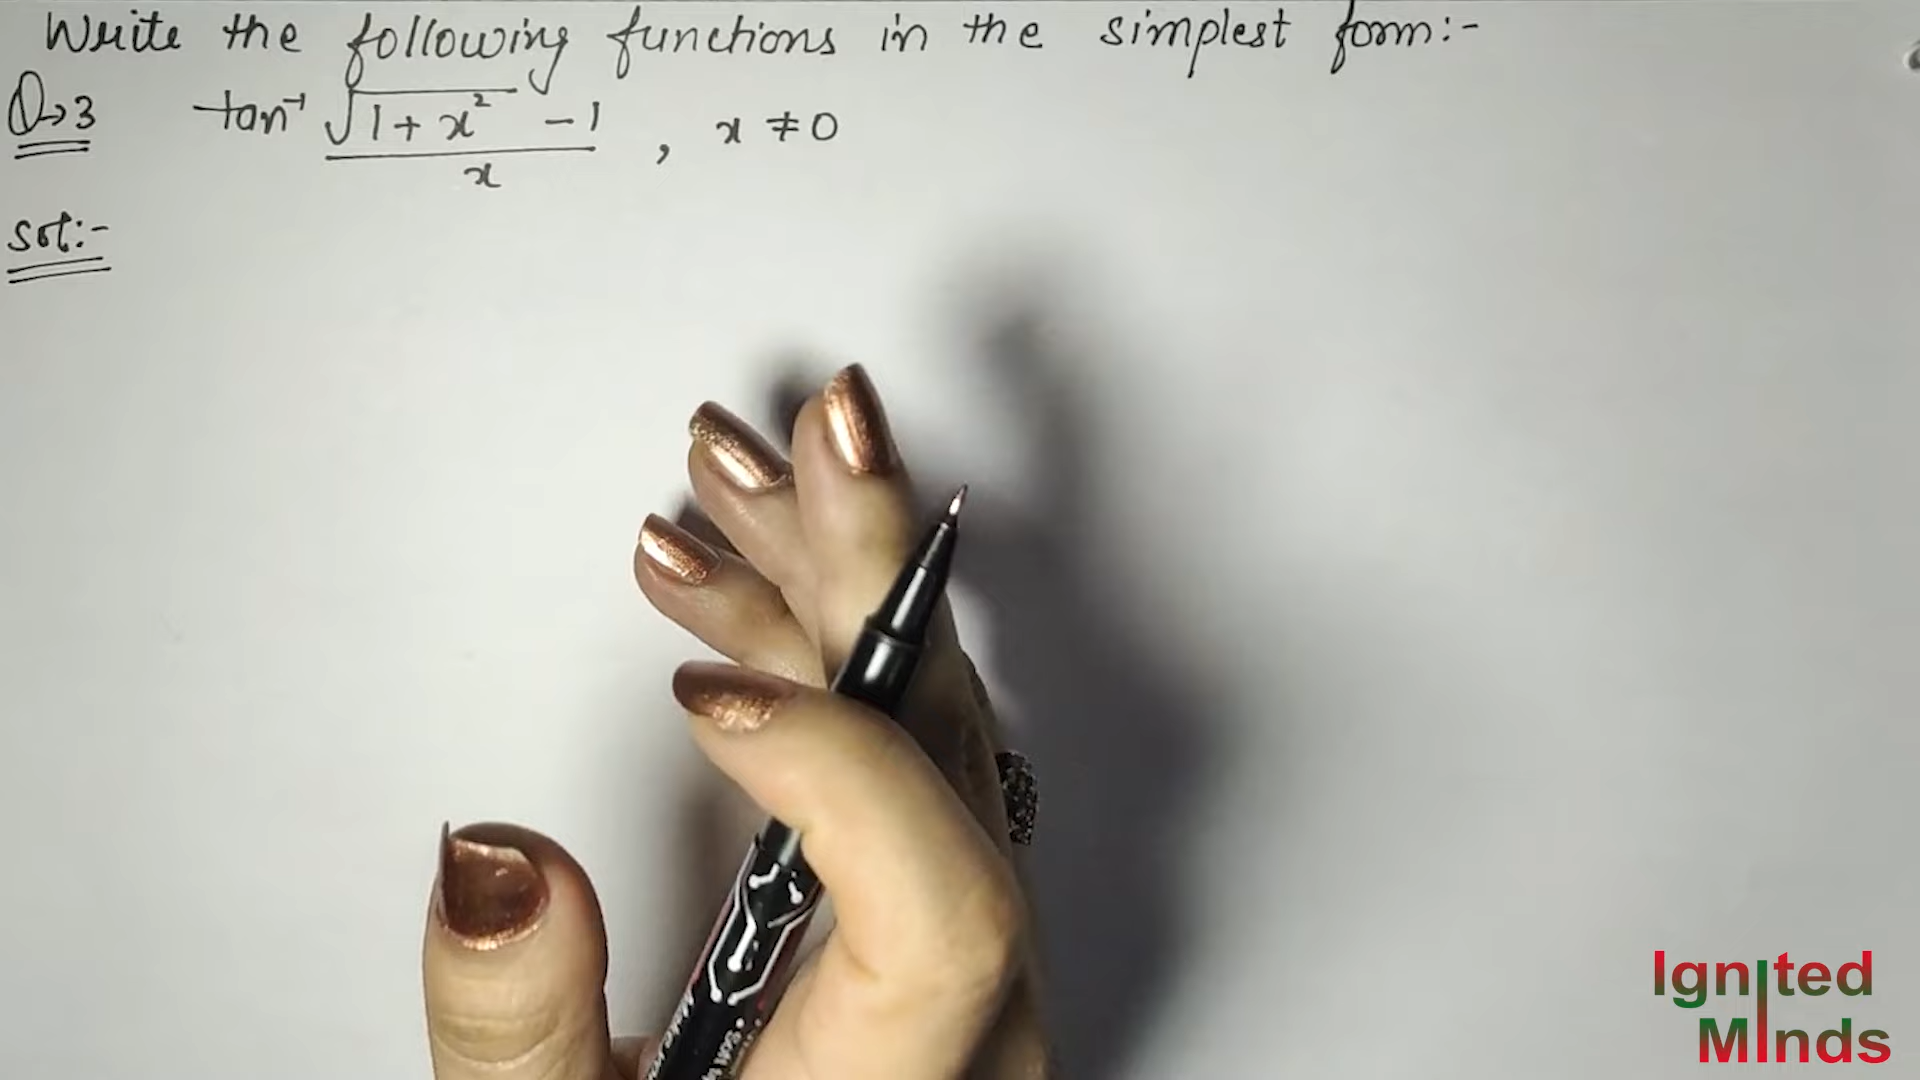 Write the following functions in the simplest form:-
Q→3 tan⁻¹ √(1 + x²) - 1 / x , x ≠ 0
Sol:-
Ignited
Minds